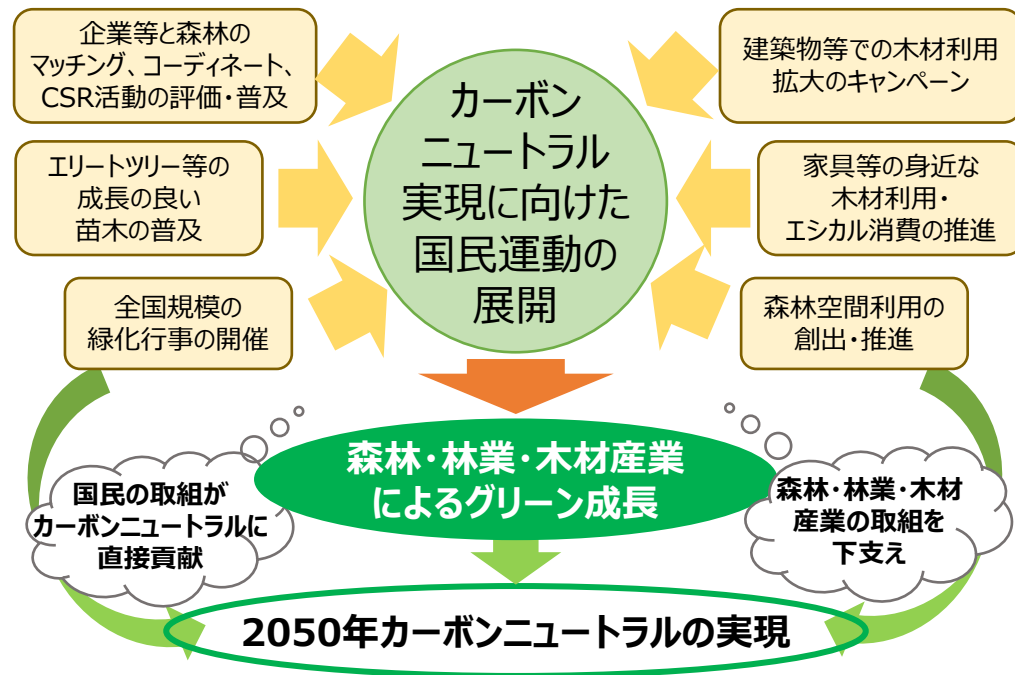 企業等と森林の
マッチング、コーディネート、
CSR活動の評価・普及
エリートツリー等の
成長の良い
苗木の普及
全国規模の
緑化行事の開催
カーボン
ニュートラル
実現に向けた
国民運動の
展開
建築物等での木材利用
拡大のキャンペーン
家具等の身近な
木材利用・
エシカル消費の推進
森林空間利用の
創出・推進
森林・林業・木材産業
によるグリーン成長
国民の取組が
カーボンニュートラルに
直接貢献
森林・林業・木材
産業の取組を
下支え
2050年カーボンニュートラルの実現